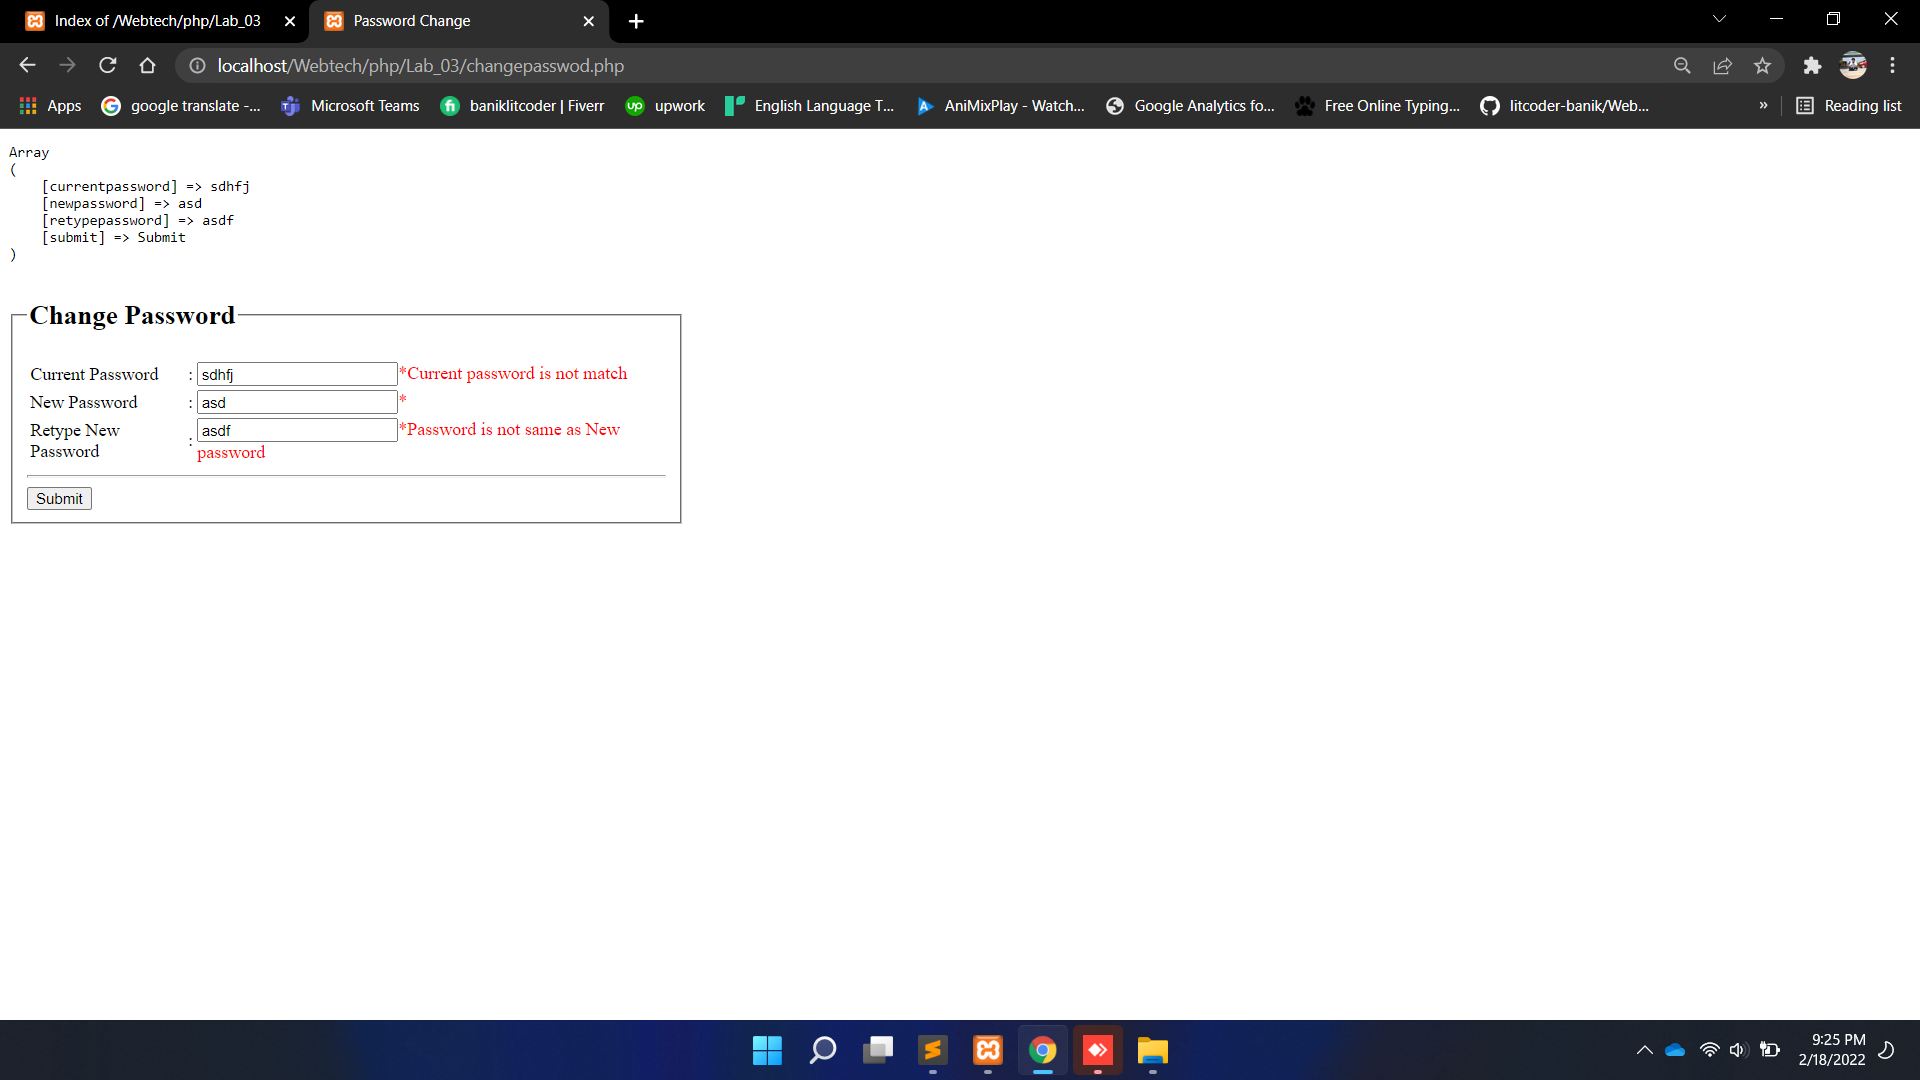 Index of /Webtech/php/Lab_03
Password Change
localhost/Webtech/php/Lab_03/changepasswod.php
Apps
google translate -...
Microsoft Teams
baniklitcoder | Fiverr
upwork
English Language T...
AniMixPlay - Watch...
Google Analytics fo...
Free Online Typing...
litcoder-banik/Web...
»
Reading list
Array
(
[currentpassword] => sdhfj
[newpassword] => asd
[retypepassword] => asdf
[submit] => Submit
)
Change Password
Current Password : sdhfj *Current password is not match
New Password : asd *
Retype New Password : asdf *Password is not same as New password
Submit
9:25 PM
2/18/2022